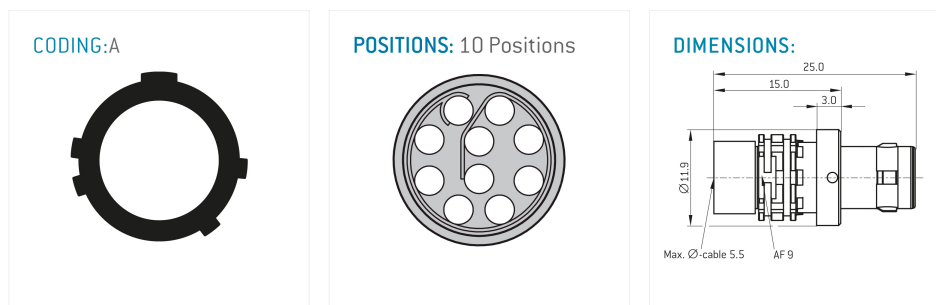 CODING:A
POSITIONS: 10 Positions
DIMENSIONS:
25.0
15.0
3.0
Ø11.9
Max. Ø-cable 5.5
AF 9